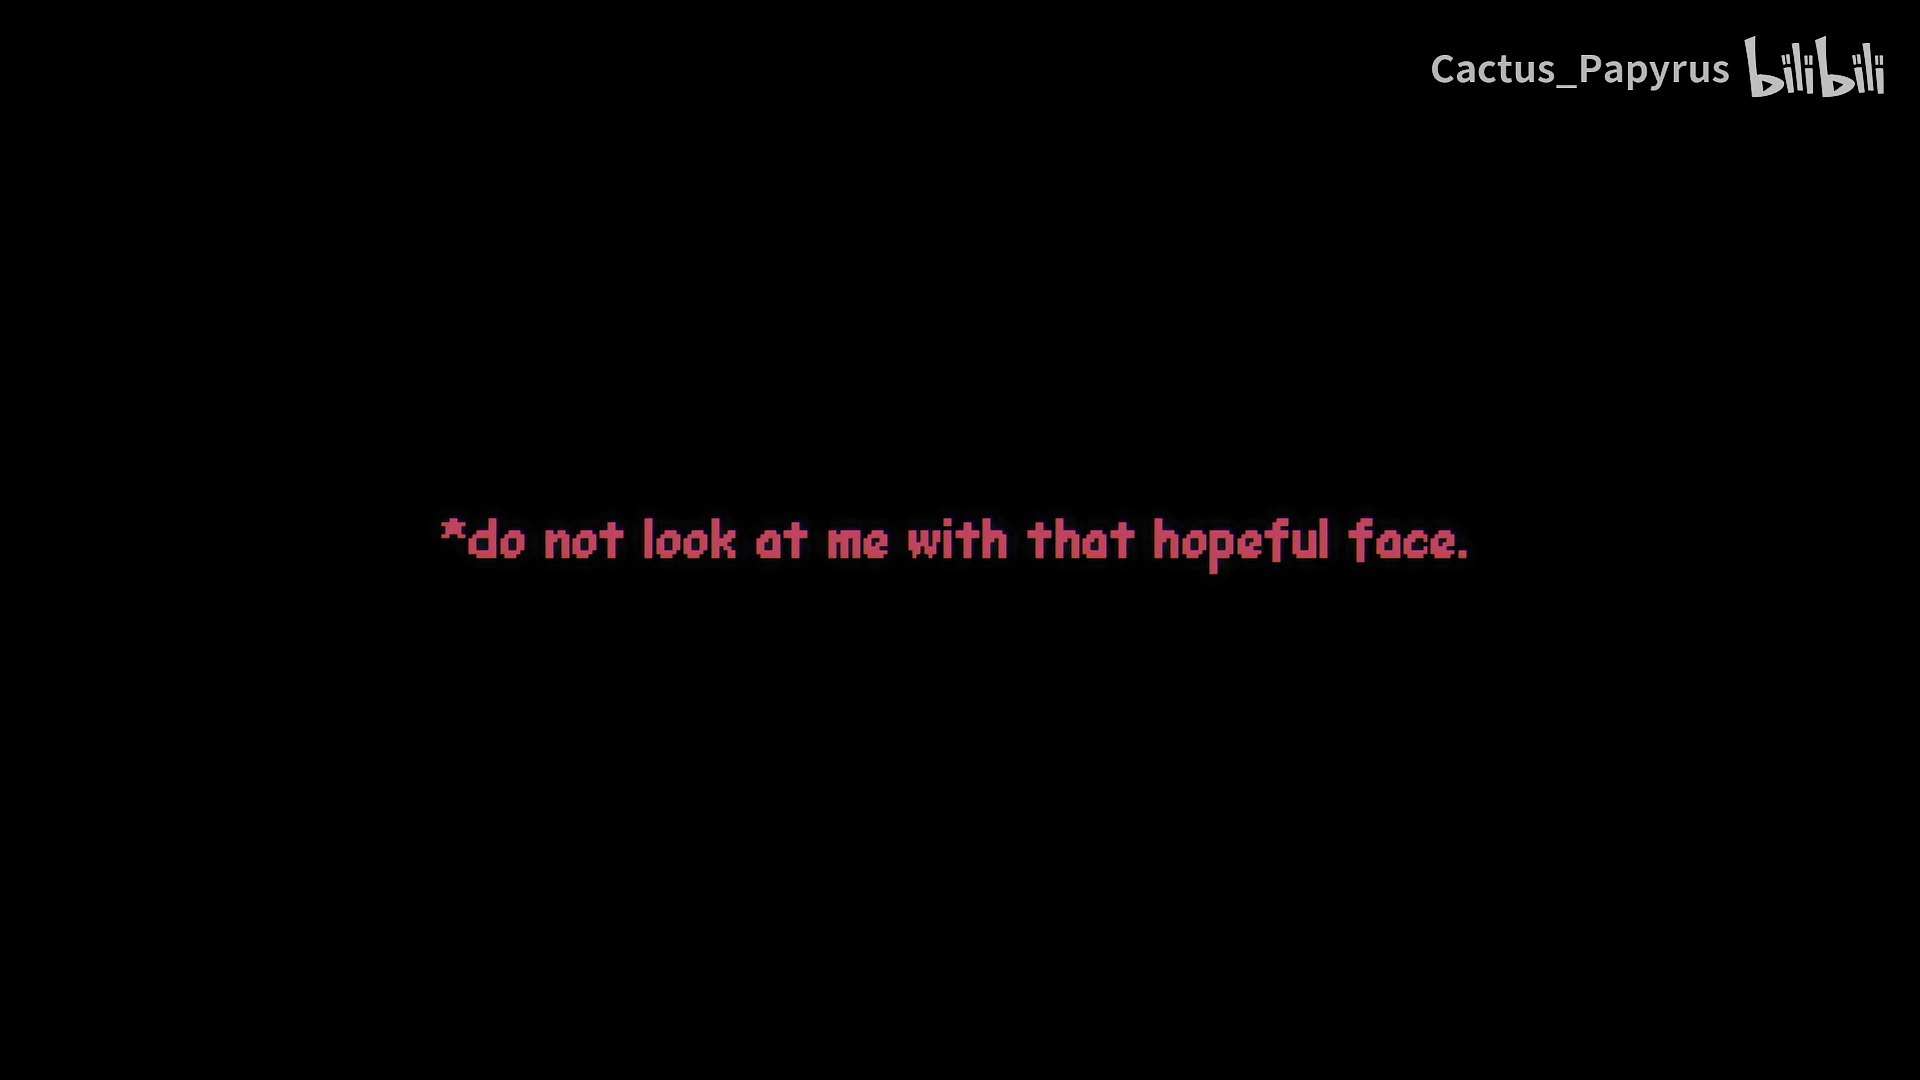 Cactus_Papyrus bilibili
*do not look at me with that hopeful face.